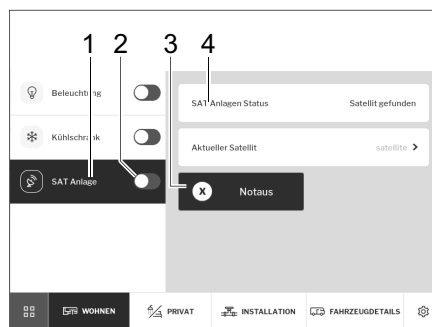 1 2 3 4
Beleuchtung
SAT Anlagen Status Satellit gefunden
Kühlschrank
Aktueller Satellit satellite
SAT Anlage
X Notaus
WOHNEN PRIVAT INSTALLATION FAHRZEUGDETAILS